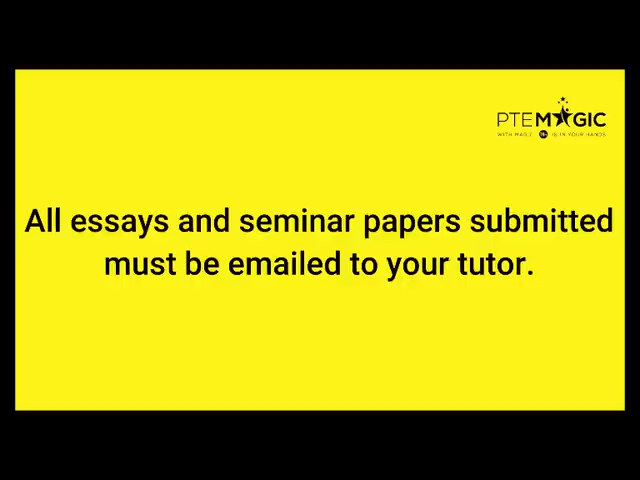 PTEMAGIC
All essays and seminar papers submitted
must be emailed to your tutor.